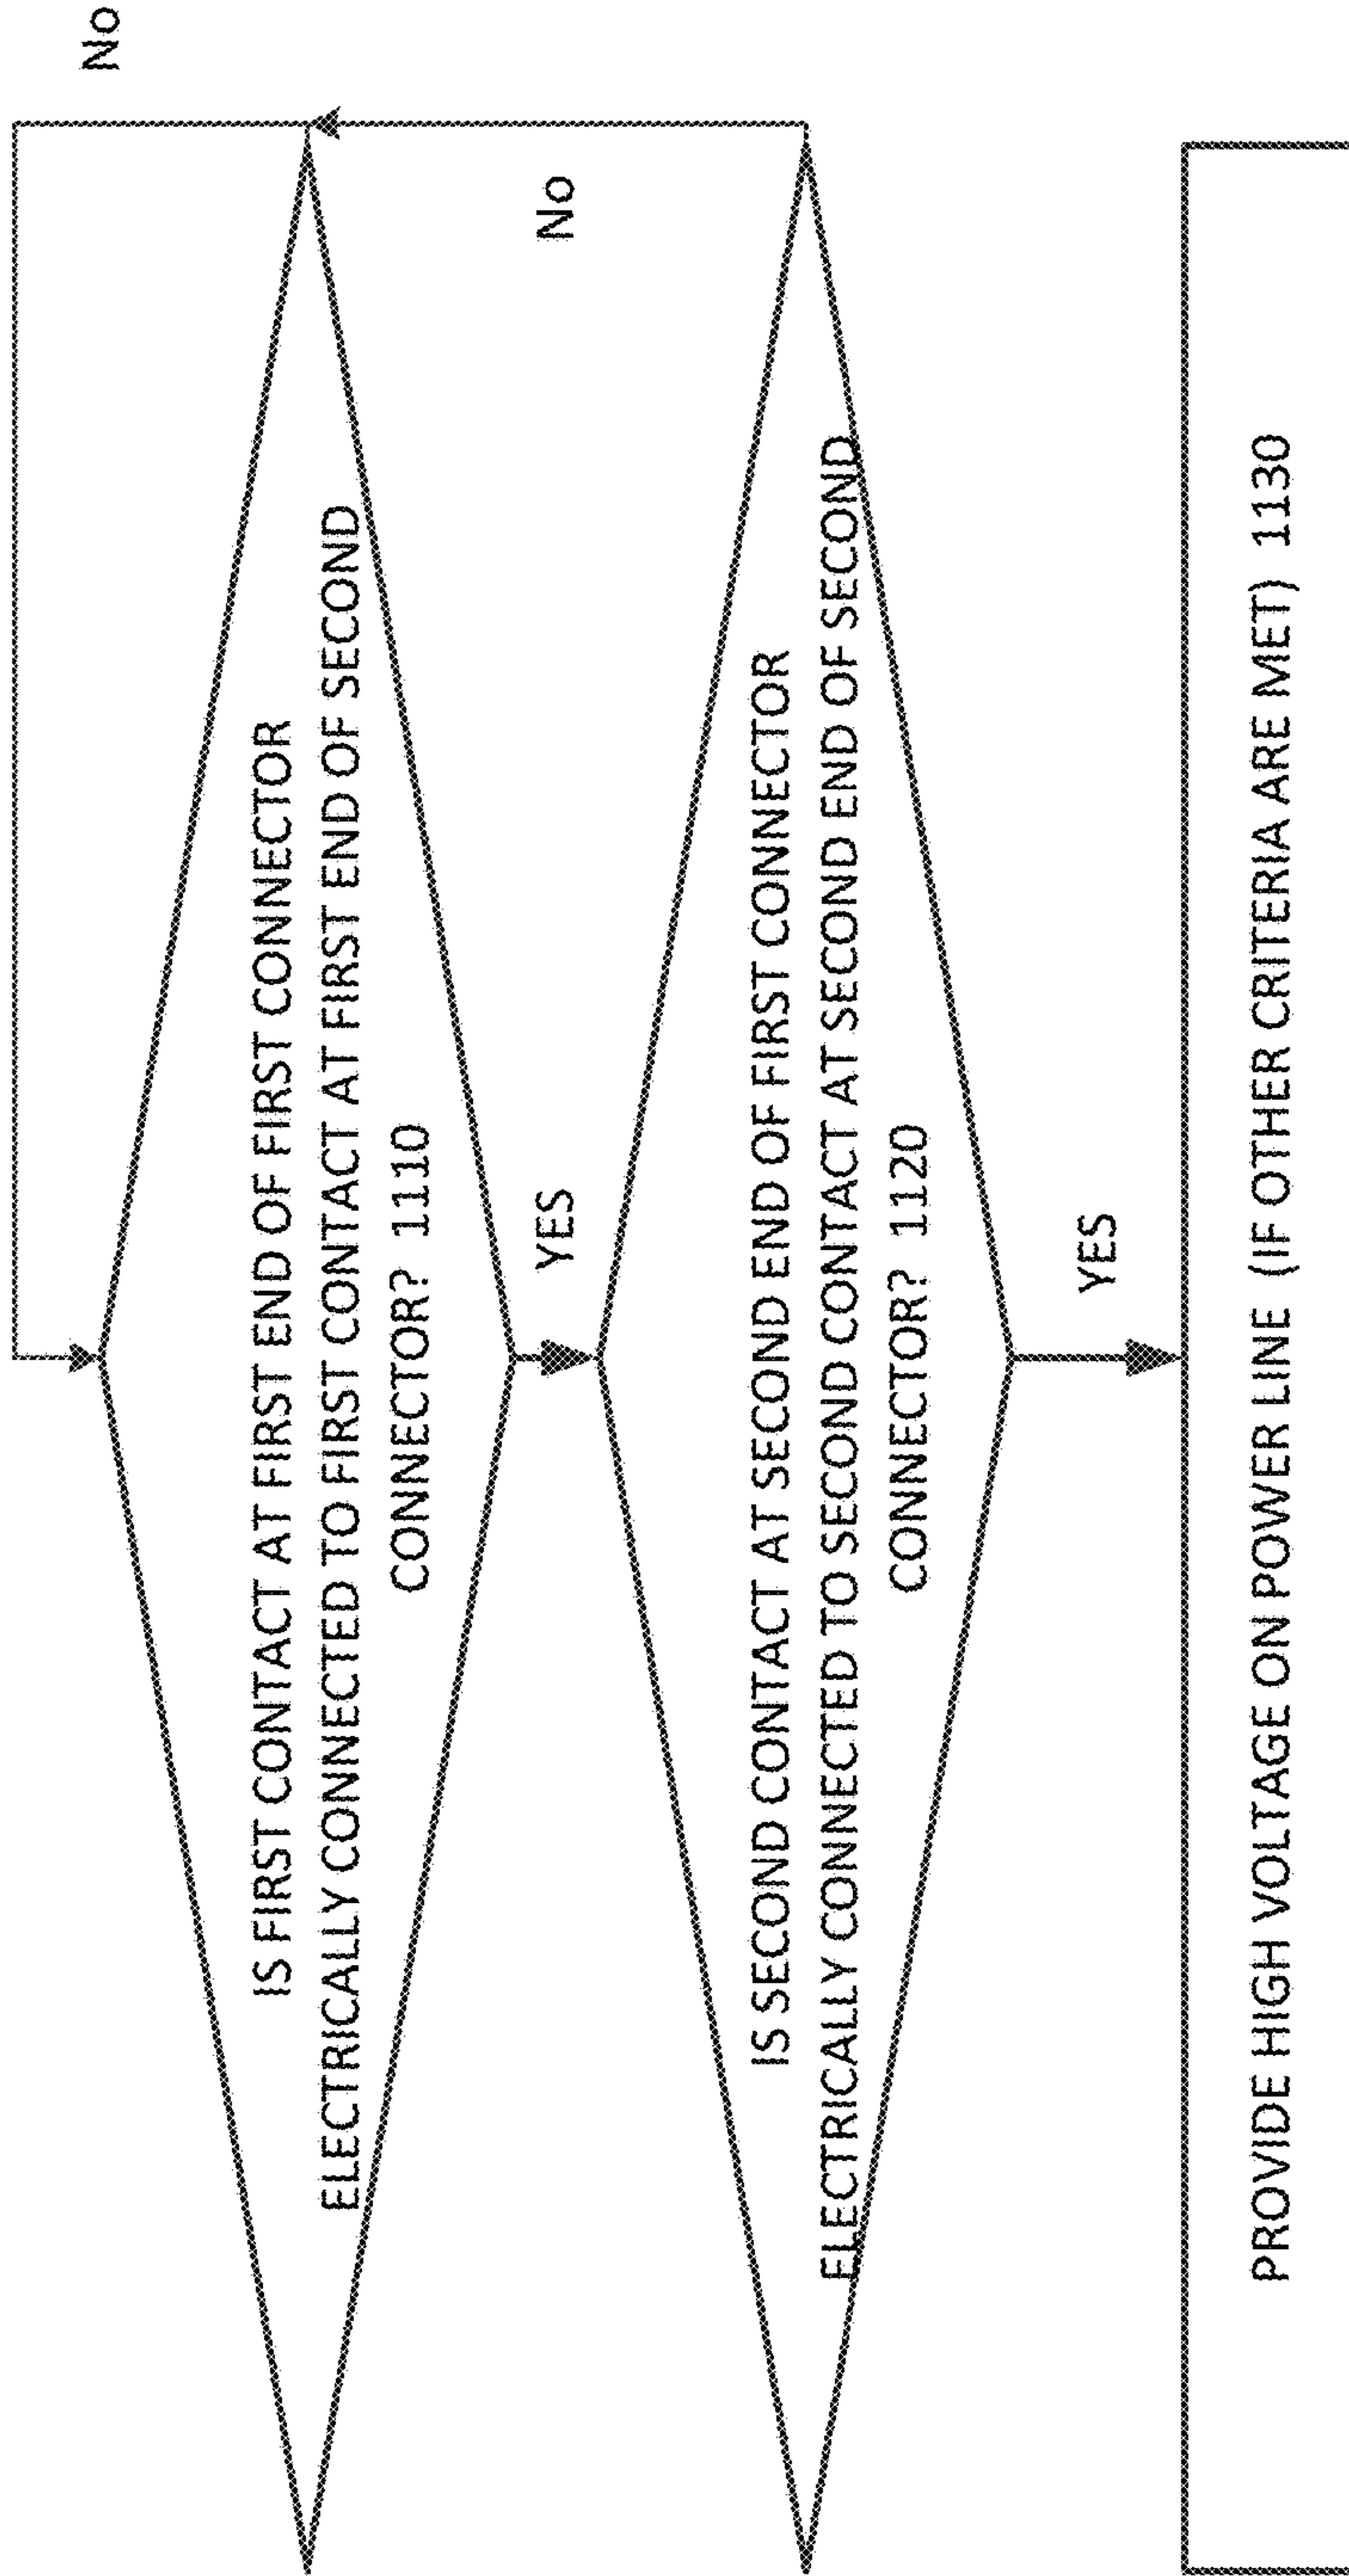 No
IS FIRST CONTACT AT FIRST END OF FIRST CONNECTOR
ELECTRICALLY CONNECTED TO FIRST CONTACT AT FIRST END OF SECOND
CONNECTOR? 1110
YES
No
IS SECOND CONTACT AT SECOND END OF FIRST CONNECTOR
ELECTRICALLY CONNECTED TO SECOND CONTACT AT SECOND END OF SECOND
CONNECTOR? 1120
YES
PROVIDE HIGH VOLTAGE ON POWER LINE (IF OTHER CRITERIA ARE MET) 1130